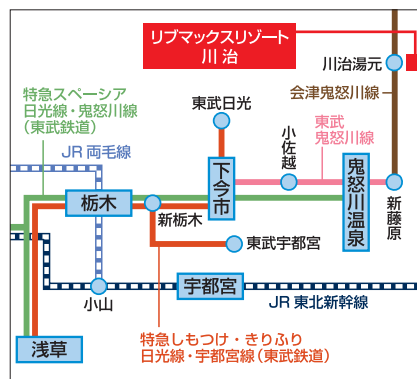 リブマックスリゾート
川治
川治湯元
特急スペーシア
日光線・鬼怒川線
(東武鉄道)
会津鬼怒川線
東武日光
小佐越
東武
鬼怒川線
JR 両毛線
下今市
鬼怒川温泉
栃木
新栃木
新藤原
東武宇都宮
小山
宇都宮
JR 東北新幹線
浅草
特急しもつけ・きりふり
日光線・宇都宮線(東武鉄道)